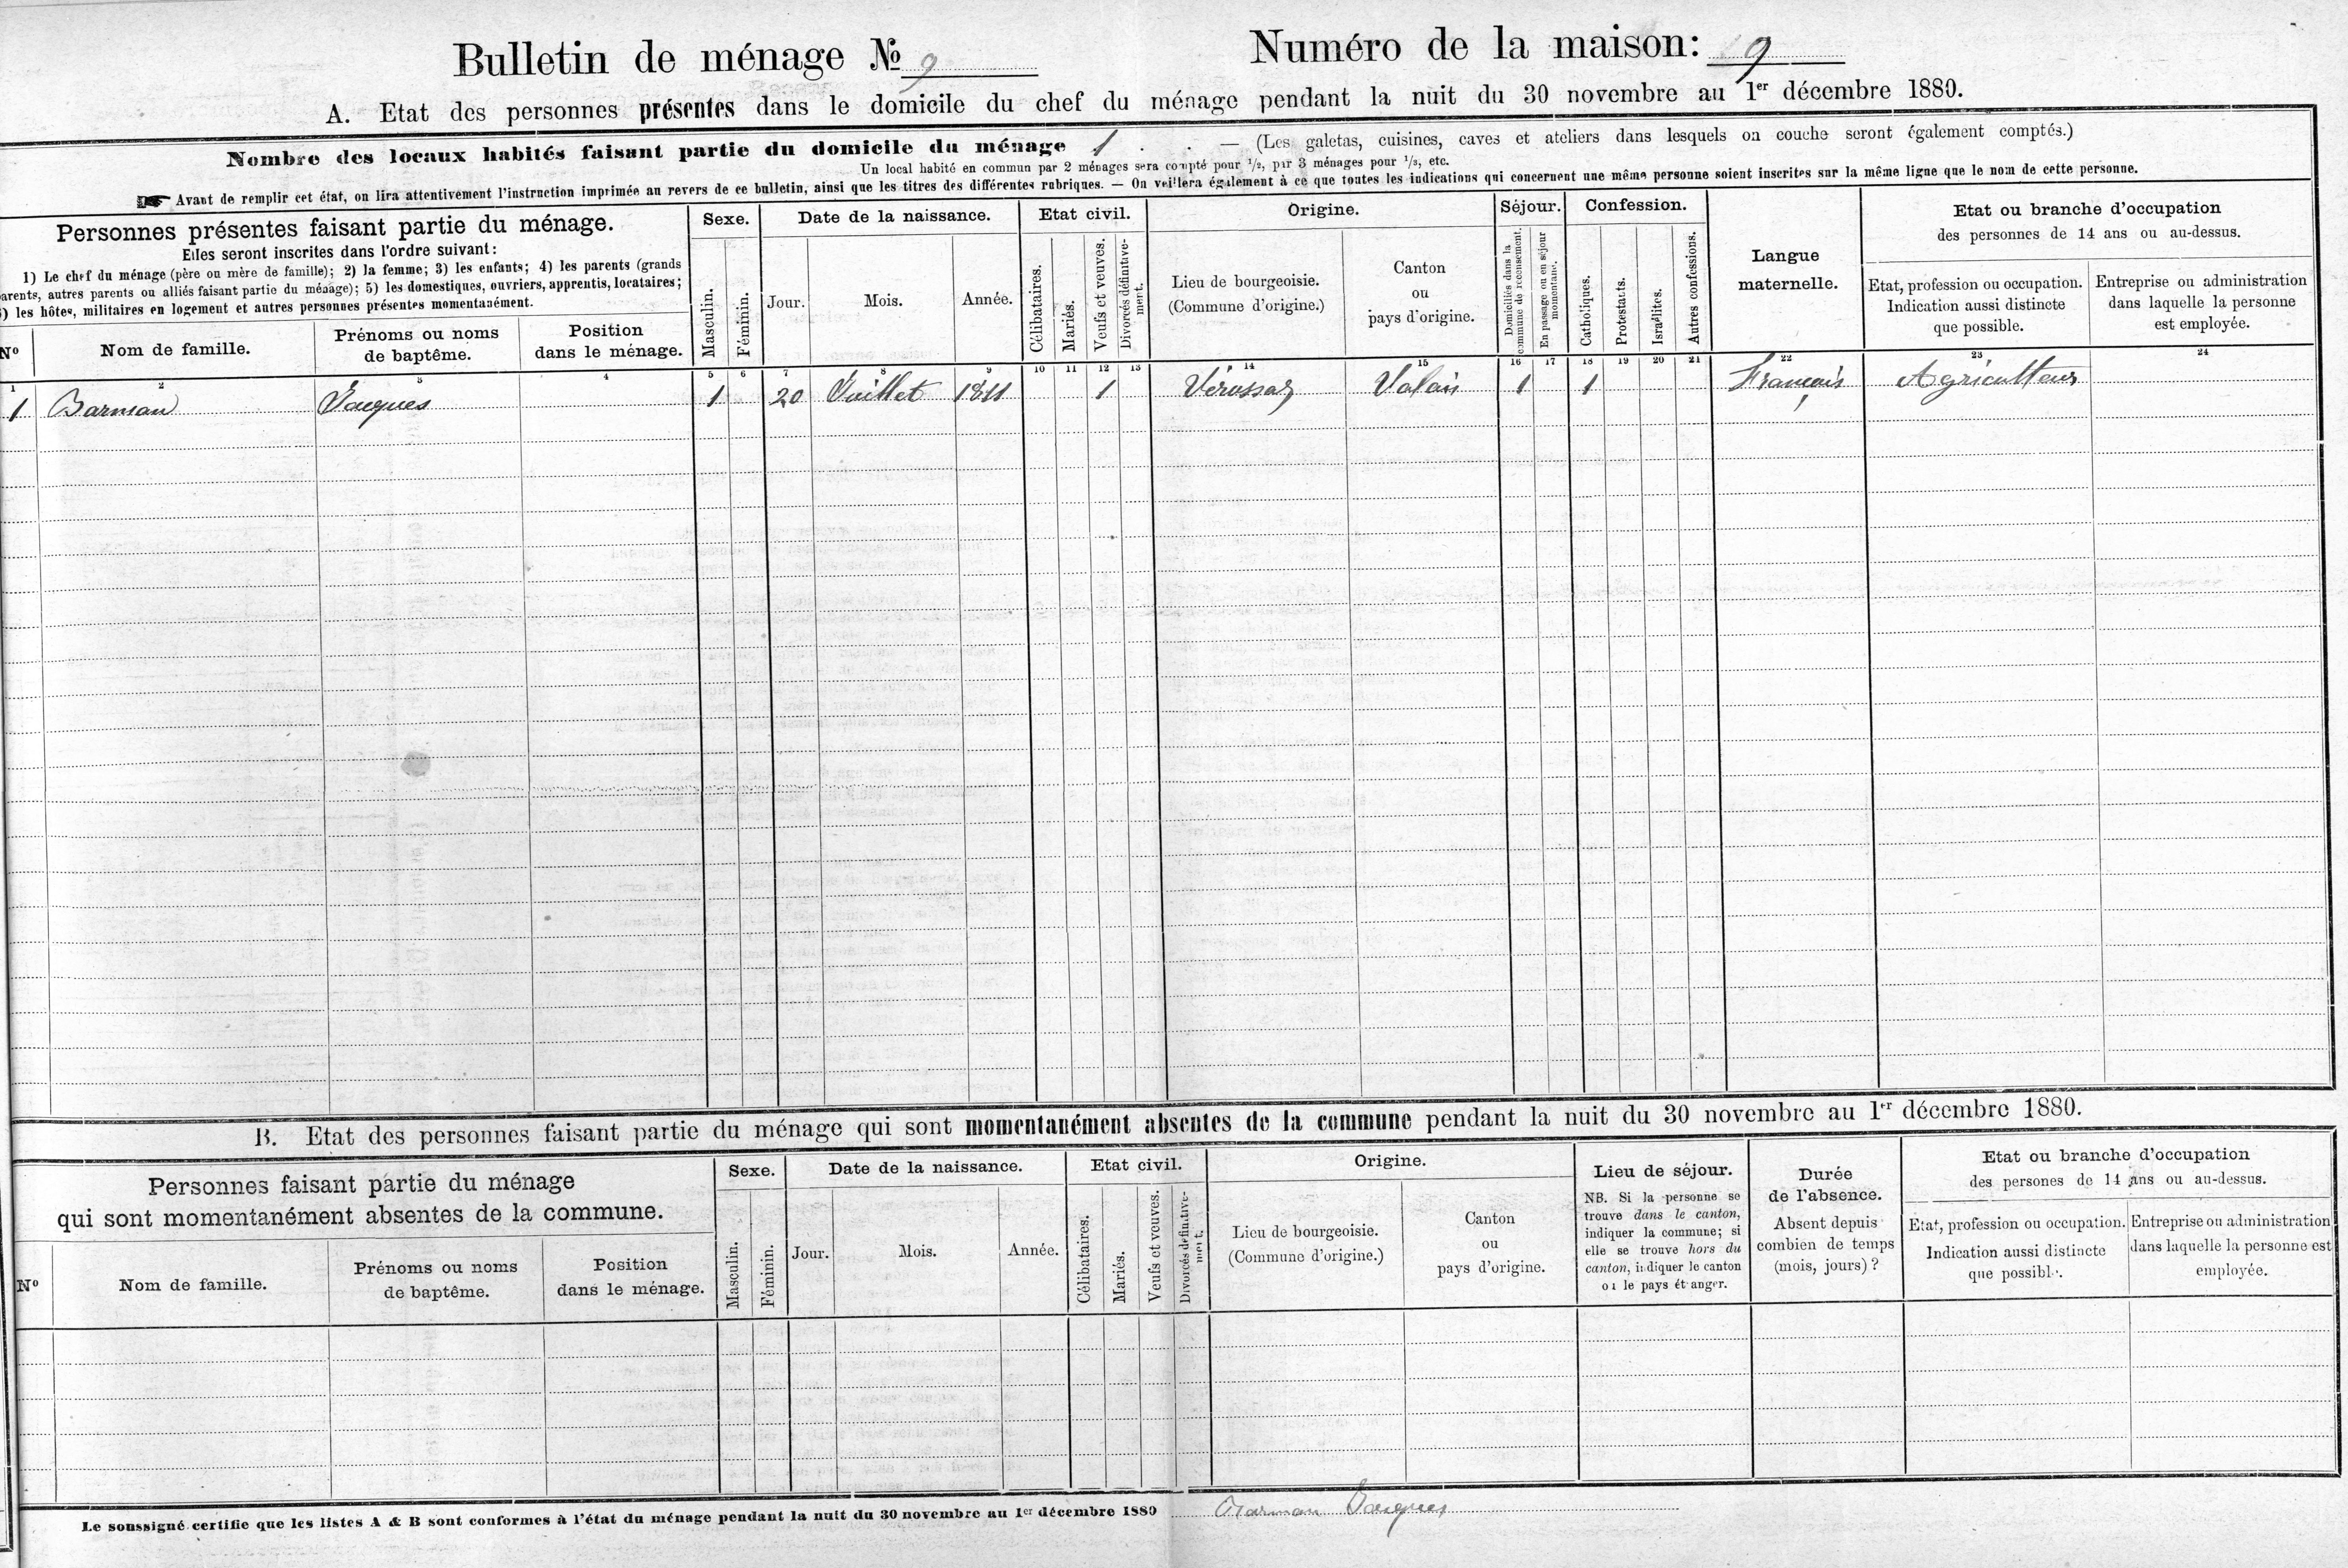 Bulletin de ménage № 9
Numéro de la maison: 9
A. Etat des personnes présentes dans le domicile du chef du ménage pendant la nuit du 30 novembre au 1er décembre 1880.
Nombre des locaux habités faisant partie du domicile du ménage 1 . . — (Les galetas, cuisines, caves et ateliers dans lesquels on couche seront également comptés.)
Un local habité en commun par 2 ménages sera compté pour 1/2, par 3 ménages pour 1/3, etc.
Avant de remplir cet état, on lira attentivement l'instruction imprimée au revers de ce bulletin, ainsi que les titres des différentes rubriques. — On veillera également à ce que toutes les indications qui concernent une même personne soient inscrites sur la même ligne que le nom de cette personne.
Personnes présentes faisant partie du ménage.
Elles seront inscrites dans l'ordre suivant:
1) Le chef du ménage (père ou mère de famille); 2) la femme; 3) les enfants; 4) les parents (grands
arents, autres parents ou alliés faisant partie du ménage); 5) les domestiques, ouvriers, apprentis, locataires;
) les hôtes, militaires en logement et autres personnes présentes momentanément.
Nº
Nom de famille.
Prénoms ou noms
de baptême.
Position
dans le ménage.
Sexe.
Masculin.
Féminin.
Date de la naissance.
Jour.
Mois.
Année.
Etat civil.
Célibataires.
Mariés.
Veufs et veuves.
Divorcés définitive-
ment.
Origine.
Lieu de bourgeoisie.
(Commune d'origine.)
Canton
ou
pays d'origine.
Séjour.
Domiciliés dans la
commune de recensement.
En passage ou en séjour
momentané.
Confession.
Catholiques.
Protestants.
Israélites.
Autres confessions.
Langue
maternelle.
Etat ou branche d'occupation
des personnes de 14 ans ou au-dessus.
Etat, profession ou occupation.
Indication aussi distincte
que possible.
Entreprise ou administration
dans laquelle la personne
est employée.
1 2 3 4 5 6 7 8 9 10 11 12 13 14 15 16 17 18 19 20 21 22 23 24
1 Barman Jacques 1 20 Juillet 1811 1 Vérossaz Valais 1 1 Français Agriculteur
B. Etat des personnes faisant partie du ménage qui sont momentanément absentes de la commune pendant la nuit du 30 novembre au 1er décembre 1880.
Personnes faisant partie du ménage
qui sont momentanément absentes de la commune.
Nº
Nom de famille.
Prénoms ou noms
de baptême.
Position
dans le ménage.
Sexe.
Masculin.
Féminin.
Date de la naissance.
Jour.
Mois.
Année.
Etat civil.
Célibataires.
Mariés.
Veufs et veuves.
Divorcés définitive-
ment.
Origine.
Lieu de bourgeoisie.
(Commune d'origine.)
Canton
ou
pays d'origine.
Lieu de séjour.
NB. Si la personne se
trouve dans le canton,
indiquer la commune; si
elle se trouve hors du
canton, indiquer le canton
ou le pays étranger.
Durée
de l'absence.
Absent depuis
combien de temps
(mois, jours)?
Etat ou branche d'occupation
des persones de 14 ans ou au-dessus.
Etat, profession ou occupation.
Indication aussi distincte
que possible.
Entreprise ou administration
dans laquelle la personne est
employée.
Le soussigné certifie que les listes A & B sont conformes à l'état du ménage pendant la nuit du 30 novembre au 1er décembre 1880 Barman Jacques